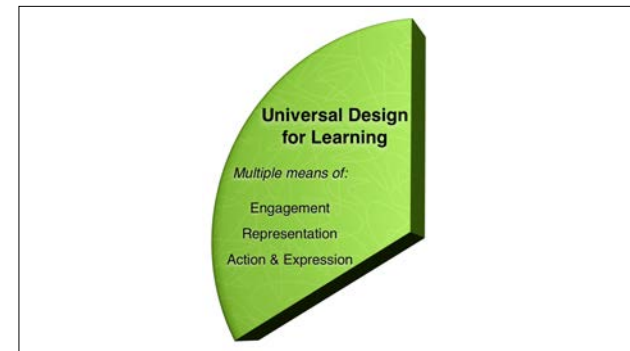 Universal Design
for Learning
Multiple means of:
Engagement
Representation
Action & Expression